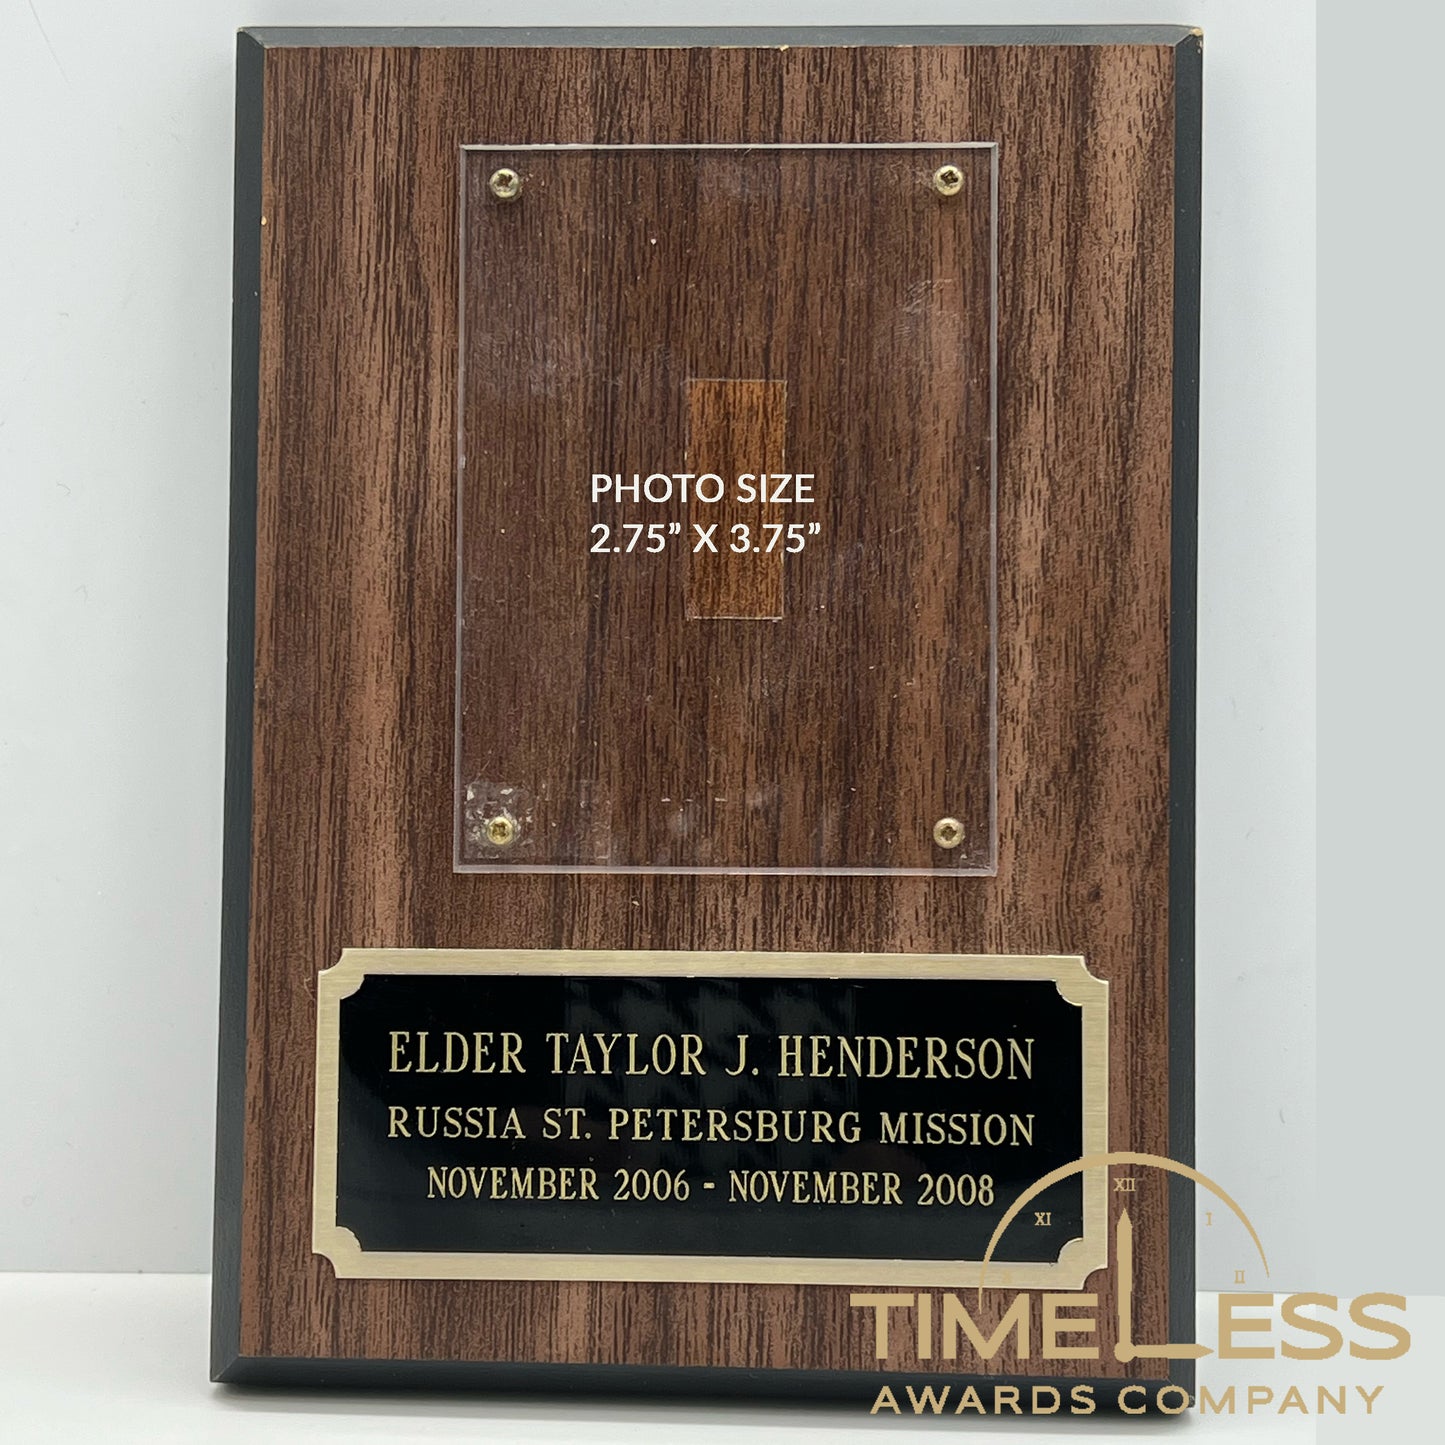 PHOTO SIZE
2.75” X 3.75”
ELDER TAYLOR J. HENDERSON
RUSSIA ST. PETERSBURG MISSION
NOVEMBER 2006 - NOVEMBER 2008
XII
XI
I
II
TIMELESS
AWARDS COMPANY